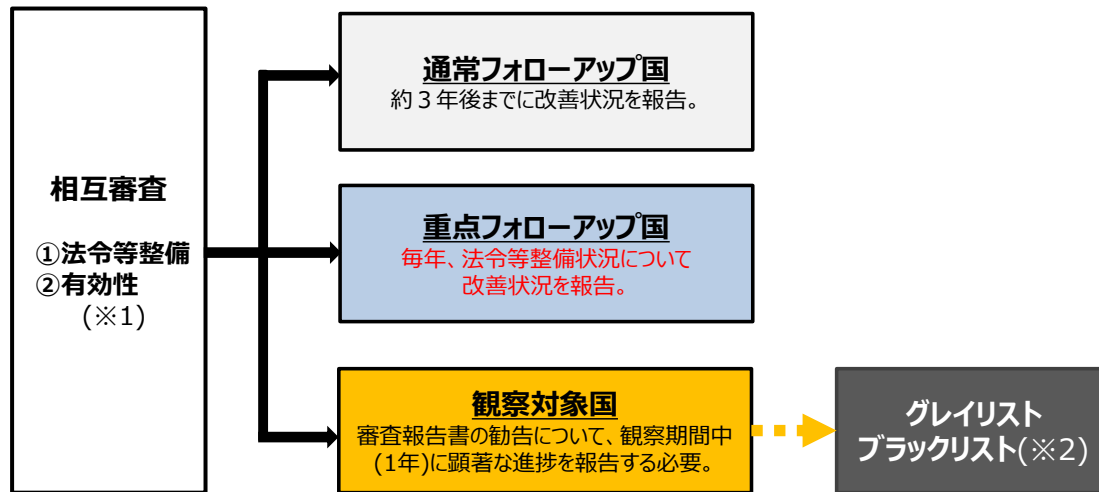 相互審査
①法令等整備
②有効性
(※1)
通常フォローアップ国
約３年後までに改善状況を報告。
重点フォローアップ国
毎年、法令等整備状況について
改善状況を報告。
観察対象国
審査報告書の勧告について、観察期間中
(1年)に顕著な進捗を報告する必要。
グレイリスト
ブラックリスト(※2)